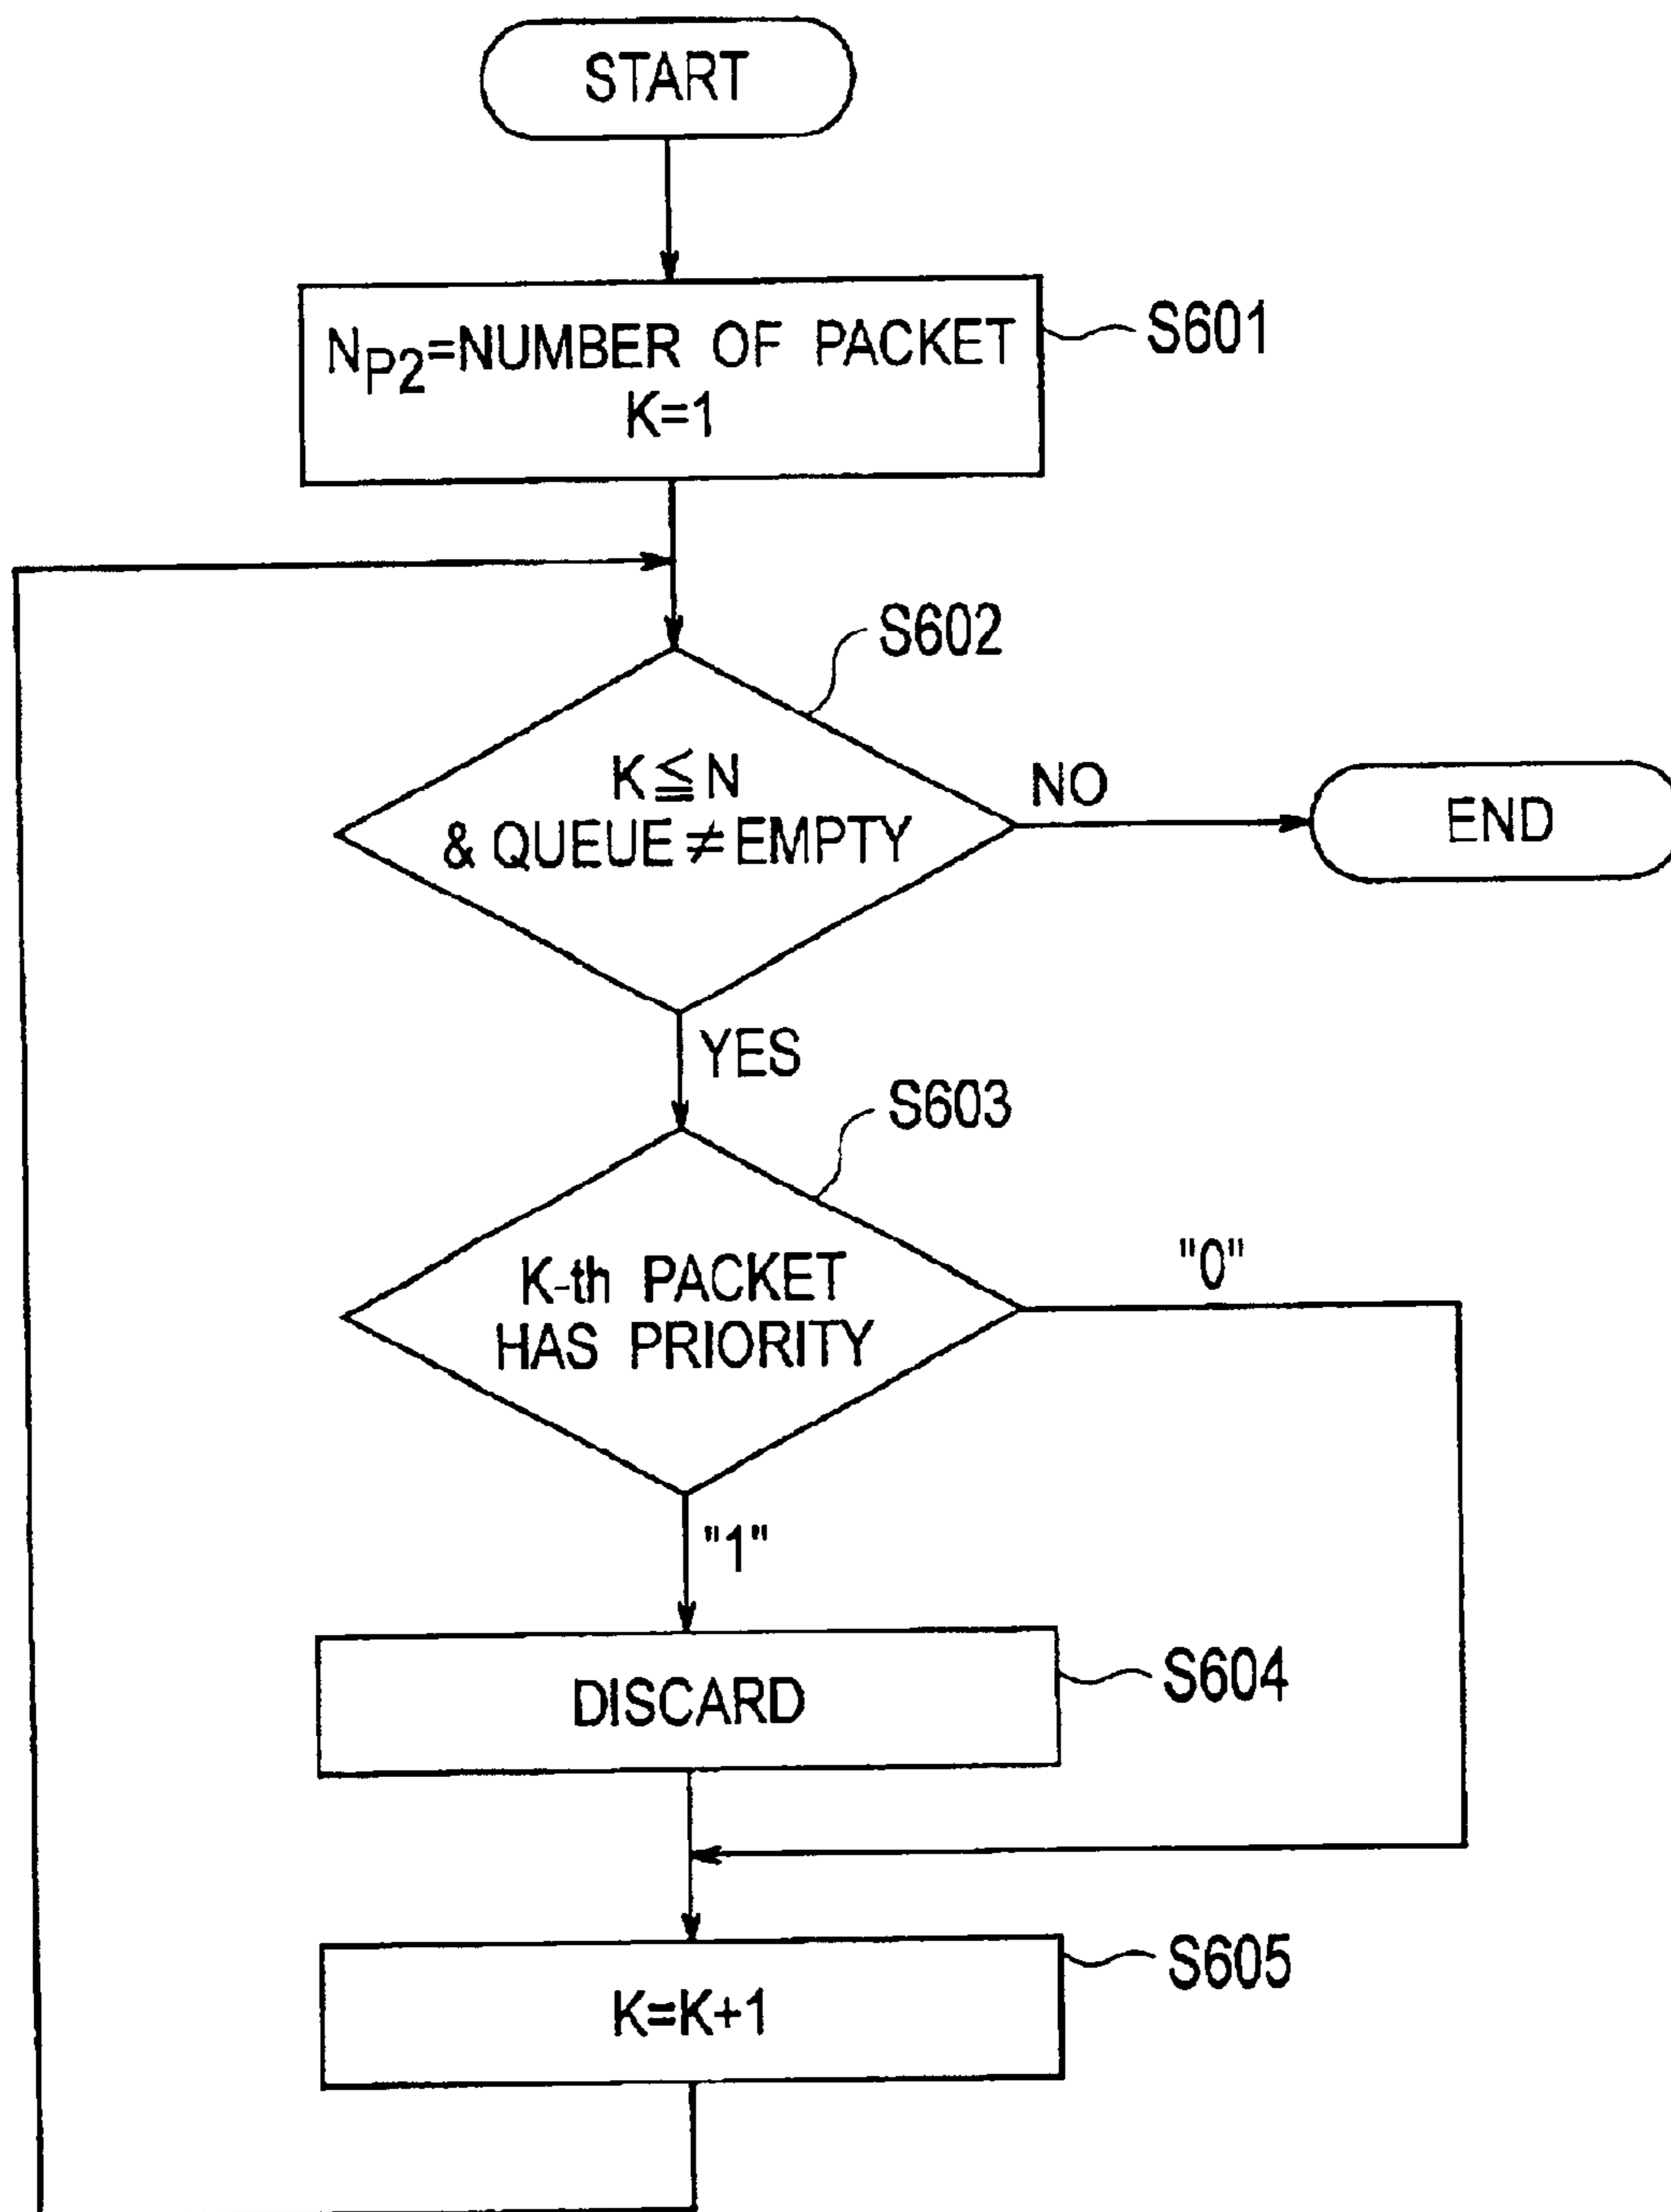 START
N_P2=NUMBER OF PACKET
K=1
S601
S602
K≦N
& QUEUE≠EMPTY
NO
END
YES
S603
K-th PACKET
HAS PRIORITY
"0"
"1"
DISCARD
S604
K=K+1
S605